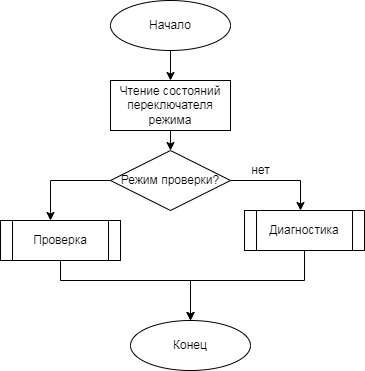 Начало
Чтение состояний
переключателя
режима
Режим проверки?
нет
Проверка
Диагностика
Конец